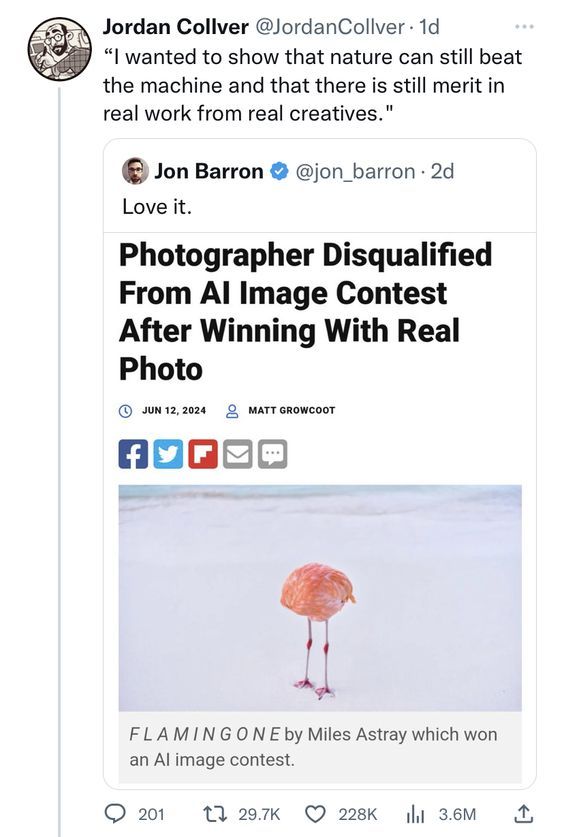 Jordan Collver @JordanCollver · 1d
“I wanted to show that nature can still beat
the machine and that there is still merit in
real work from real creatives."
Jon Barron @jon_barron · 2d
Love it.
Photographer Disqualified
From AI Image Contest
After Winning With Real
Photo
JUN 12, 2024 MATT GROWCOOT
F L A M I N G O N E by Miles Astray which won
an AI image contest.
201 29.7K 228K 3.6M